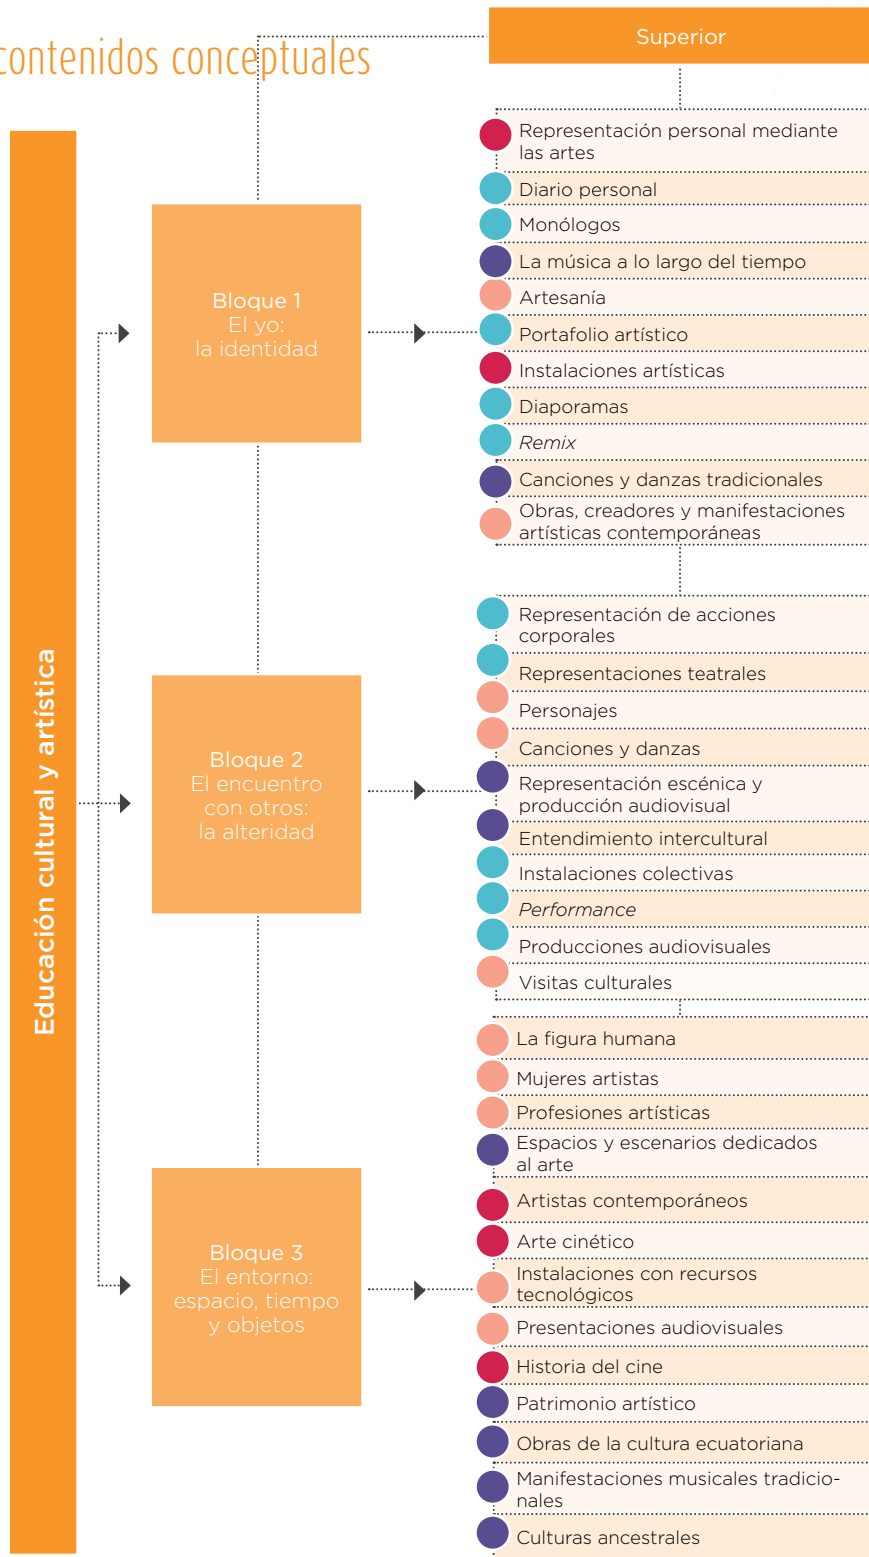 contenidos conceptuales
Superior
Educación cultural y artística
Bloque 1
El yo:
la identidad
Representación personal mediante
las artes
Diario personal
Monólogos
La música a lo largo del tiempo
Artesanía
Portafolio artístico
Instalaciones artísticas
Diaporamas
Remix
Canciones y danzas tradicionales
Obras, creadores y manifestaciones
artísticas contemporáneas
Bloque 2
El encuentro
con otros:
la alteridad
Representación de acciones
corporales
Representaciones teatrales
Personajes
Canciones y danzas
Representación escénica y
producción audiovisual
Entendimiento intercultural
Instalaciones colectivas
Performance
Producciones audiovisuales
Visitas culturales
Bloque 3
El entorno:
espacio, tiempo
y objetos
La figura humana
Mujeres artistas
Profesiones artísticas
Espacios y escenarios dedicados
al arte
Artistas contemporáneos
Arte cinético
Instalaciones con recursos
tecnológicos
Presentaciones audiovisuales
Historia del cine
Patrimonio artístico
Obras de la cultura ecuatoriana
Manifestaciones musicales tradicio-
nales
Culturas ancestrales